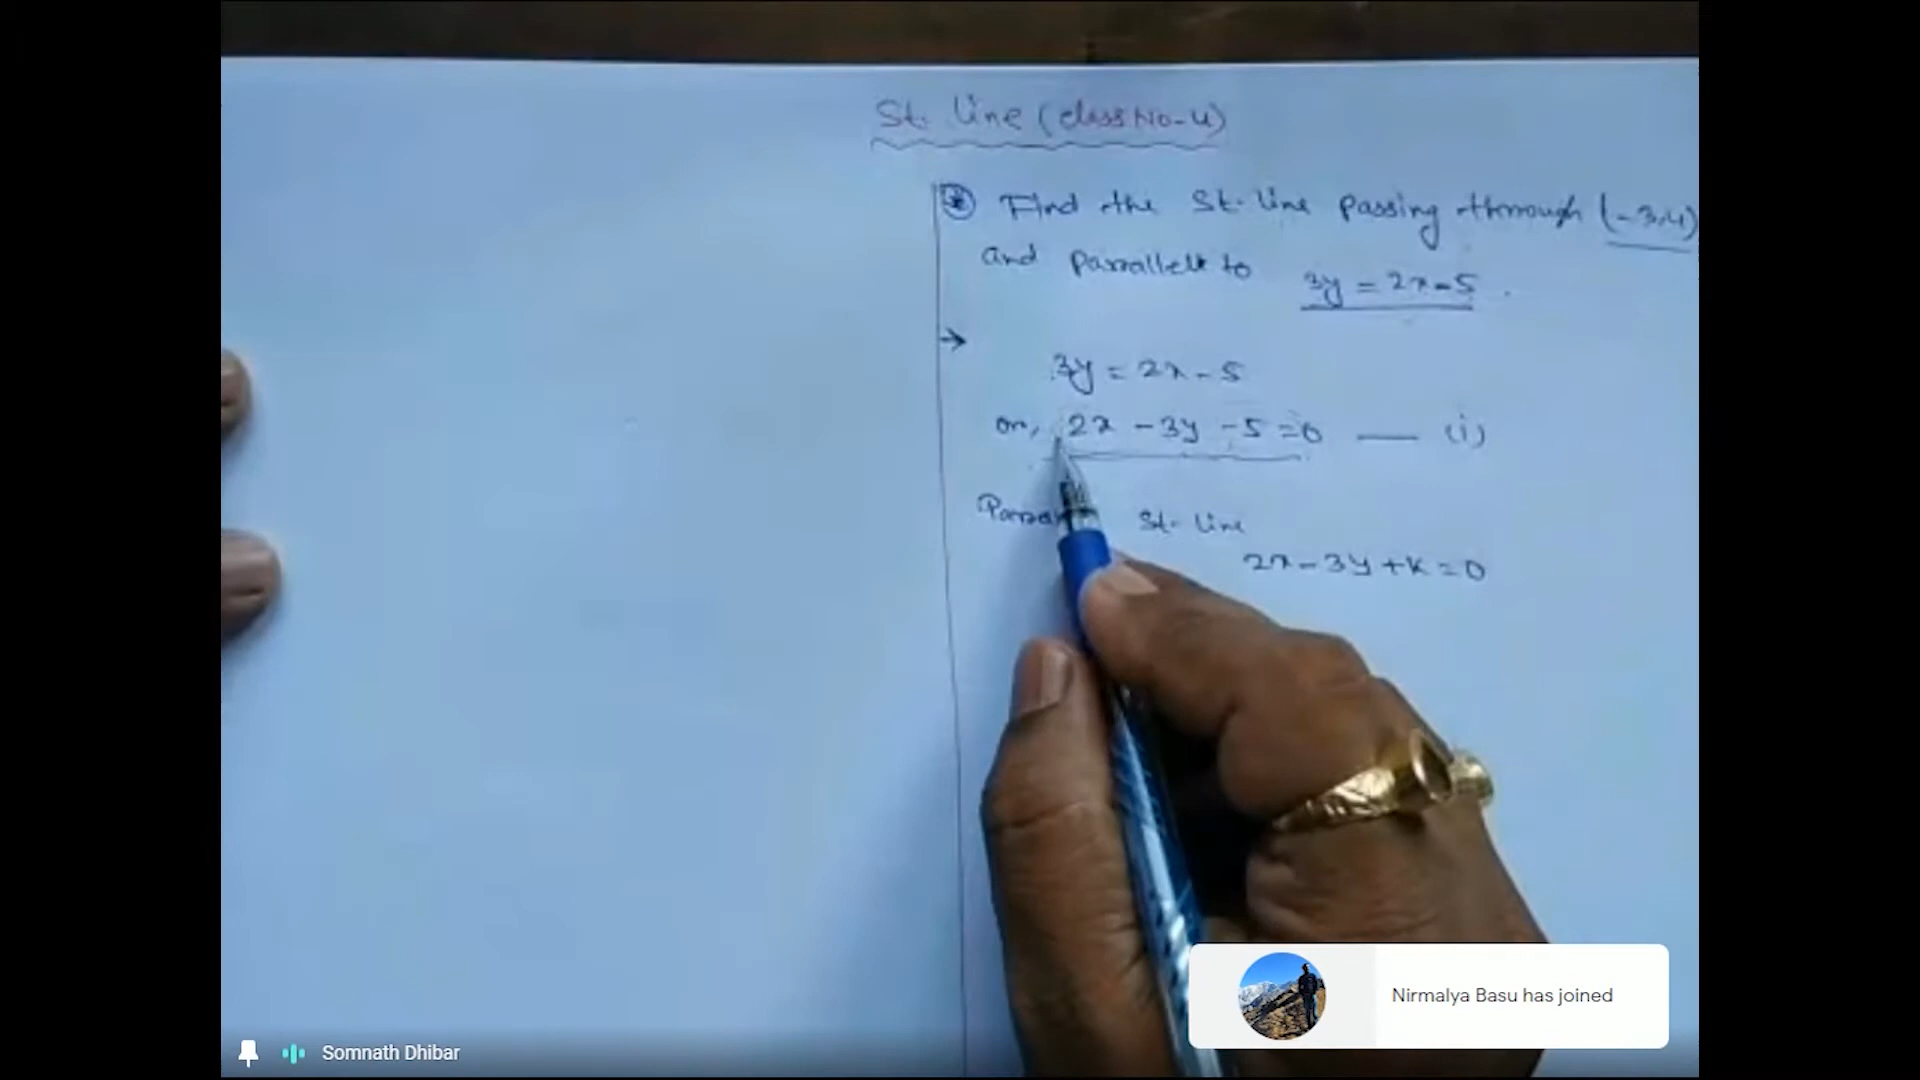 St. line (class No-4)
Find the St. line passing through (-3,4)
and parallel to 3y = 2x-5.
→
3y = 2x - 5
or, 2x - 3y - 5 = 0 —— (i)
St- line
2x - 3y + k = 0
Nirmalya Basu has joined
Somnath Dhibar